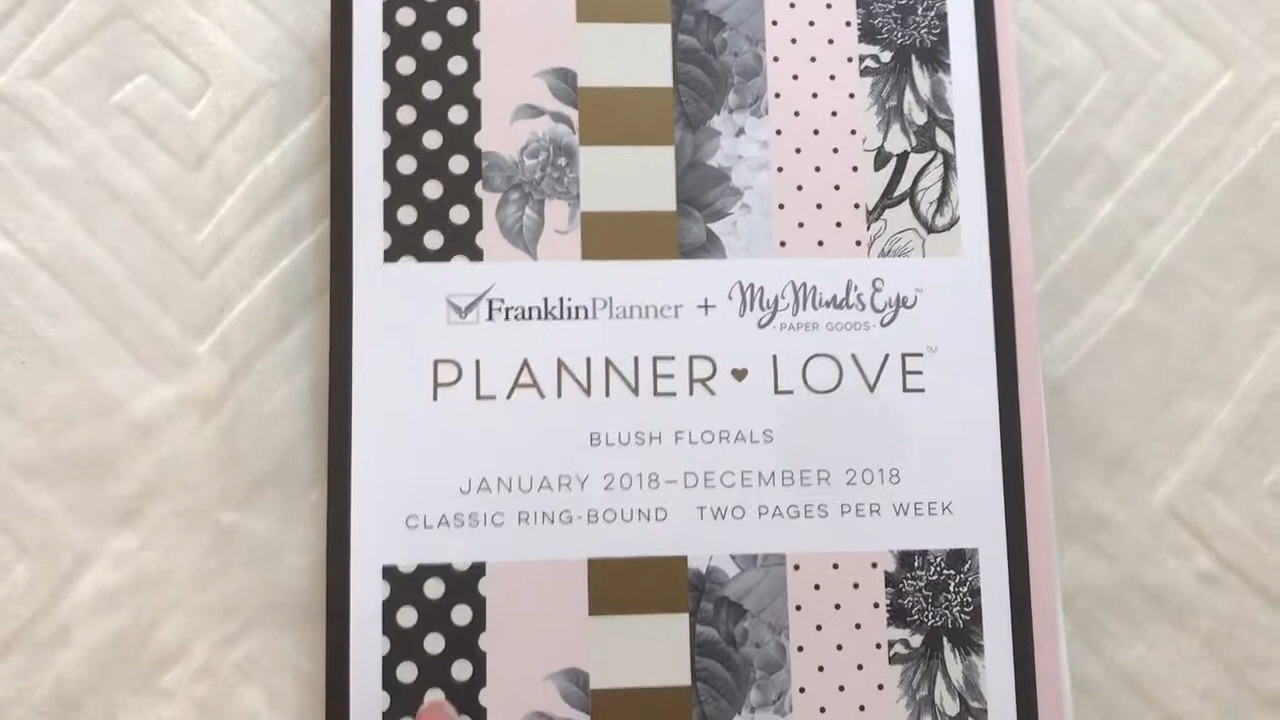 FranklinPlanner + My Mind's Eye™
· PAPER GOODS ·
PLANNER ♥ LOVE™
BLUSH FLORALS
JANUARY 2018–DECEMBER 2018
CLASSIC RING-BOUND TWO PAGES PER WEEK